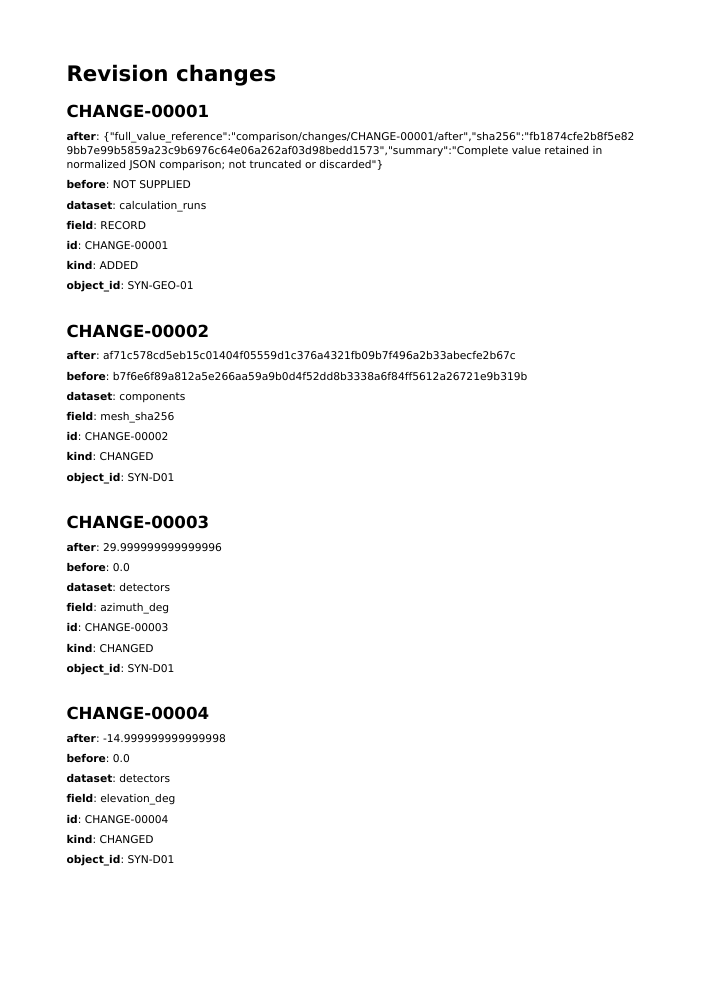 Revision changes
CHANGE-00001
after: {"full_value_reference":"comparison/changes/CHANGE-00001/after","sha256":"fb1874cfe2b8f5e82
9bb7e99b5859a23c9b6976c64e06a262af03d98bedd1573","summary":"Complete value retained in
normalized JSON comparison; not truncated or discarded"}
before: NOT SUPPLIED
dataset: calculation_runs
field: RECORD
id: CHANGE-00001
kind: ADDED
object_id: SYN-GEO-01
CHANGE-00002
after: af71c578cd5eb15c01404f05559d1c376a4321fb09b7f496a2b33abecfe2b67c
before: b7f6e6f89a812a5e266aa59a9b0d4f52dd8b3338a6f84ff5612a26721e9b319b
dataset: components
field: mesh_sha256
id: CHANGE-00002
kind: CHANGED
object_id: SYN-D01
CHANGE-00003
after: 29.999999999999996
before: 0.0
dataset: detectors
field: azimuth_deg
id: CHANGE-00003
kind: CHANGED
object_id: SYN-D01
CHANGE-00004
after: -14.999999999999998
before: 0.0
dataset: detectors
field: elevation_deg
id: CHANGE-00004
kind: CHANGED
object_id: SYN-D01